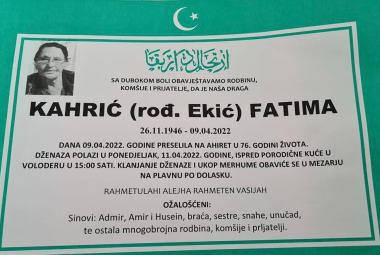 SA DUBOKOM BOLI OBAVJEŠTAVAMO RODBINU,
KOMŠIJE I PRIJATELJE, DA JE NAŠA DRAGA
KAHRIĆ (rođ. Ekić) FATIMA
26.11.1946 - 09.04.2022
DANA 09.04.2022. GODINE PRESELILA NA AHIRET U 76. GODINI ŽIVOTA.
DŽENAZA POLAZI U PONEDJELJAK, 11.04.2022. GODINE, ISPRED PORODIČNE KUĆE U
VOLODERU U 15:00 SATI. KLANJANJE DŽENAZE I UKOP MERHUME OBAVIĆE SE U MEZARJU
NA PLAVNU PO DOLASKU.
RAHMETULAHI ALEJHA RAHMETEN VASIJAH
OŽALOŠĆENI:
Sinovi: Admir, Amir i Husein, braća, sestre, snahe, unučad,
te ostala mnogobrojna rodbina, komšije i prljatelji.